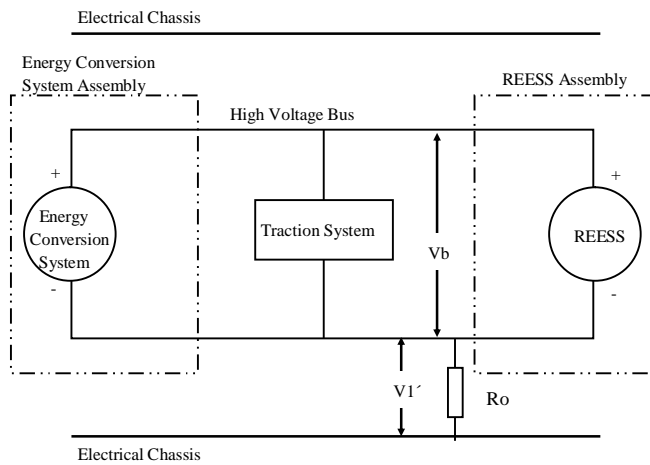 Electrical Chassis
Energy Conversion
System Assembly
REESS Assembly
High Voltage Bus
+
+
Energy
Conversion
System
Traction System
Vb
REESS
-
-
V1´
Ro
Electrical Chassis